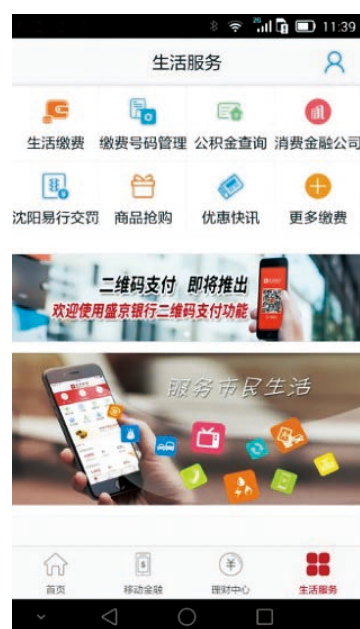 2G 11:39
生活服务
生活缴费 缴费号码管理 公积金查询 消费金融公司
沈阳易行交罚 商品抢购 优惠快讯 更多缴费
二维码支付 即将推出
欢迎使用盛京银行二维码支付功能
服务市民生活
首页 移动金融 理财中心 生活服务